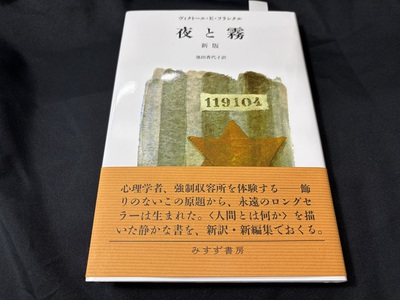 ヴィクトール・E・フランクル
夜と霧
新版
池田香代子訳
119104
心理学者、強制収容所を体験する――飾
りのないこの原題から、永遠のロングセ
ラーは生まれた。〈人間とは何か〉を描
いた静かな書を、新訳・新編集でおくる。
みすず書房